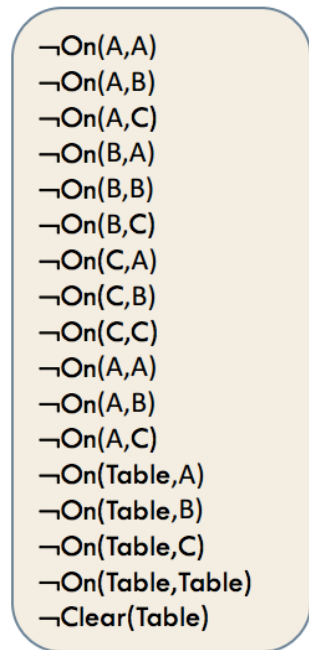 ¬On(A,A)
¬On(A,B)
¬On(A,C)
¬On(B,A)
¬On(B,B)
¬On(B,C)
¬On(C,A)
¬On(C,B)
¬On(C,C)
¬On(A,A)
¬On(A,B)
¬On(A,C)
¬On(Table,A)
¬On(Table,B)
¬On(Table,C)
¬On(Table,Table)
¬Clear(Table)